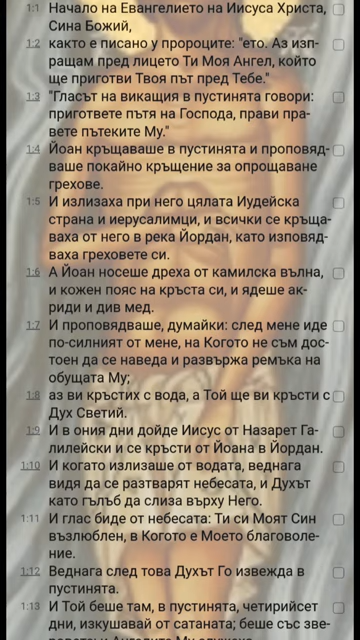 1:1 Начало на Евангелието на Иисуса Христа,
Сина Божий,
1:2 както е писано у пророците: "ето. Аз изп-
ращам пред лицето Ти Моя Ангел, който
ще приготви Твоя път пред Тебе."
1:3 "Гласът на викащия в пустинята говори:
пригответе пътя на Господа, прави пра-
вете пътеките Му."
1:4 Йоан кръщаваше в пустинята и проповяд-
ваше покайно кръщение за опрощаване
грехове.
1:5 И излизаха при него цялата Иудейска
страна и иерусалимци, и всички се кръща-
ваха от него в река Йордан, като изповяд-
ваха греховете си.
1:6 А Йоан носеше дреха от камилска вълна,
и кожен пояс на кръста си, и ядеше ак-
риди и див мед.
1:7 И проповядваше, думайки: след мене иде
по-силният от мене, на Когото не съм дос-
тоен да се наведа и развържа ремъка на
обущата Му;
1:8 аз ви кръстих с вода, а Той ще ви кръсти с
Дух Светий.
1:9 И в ония дни дойде Иисус от Назарет Га-
лилейски и се кръсти от Йоана в Йордан.
1:10 И когато излизаше от водата, веднага
видя да се разтварят небесата, и Духът
като гълъб да слиза върху Него.
1:11 И глас биде от небесата: Ти си Моят Син
възлюблен, в Когото е Моето благоволе-
ние.
1:12 Веднага след това Духът Го извежда в
пустинята.
1:13 И Той беше там, в пустинята, четирийсет
дни, изкушавай от сатаната; беше със зве-